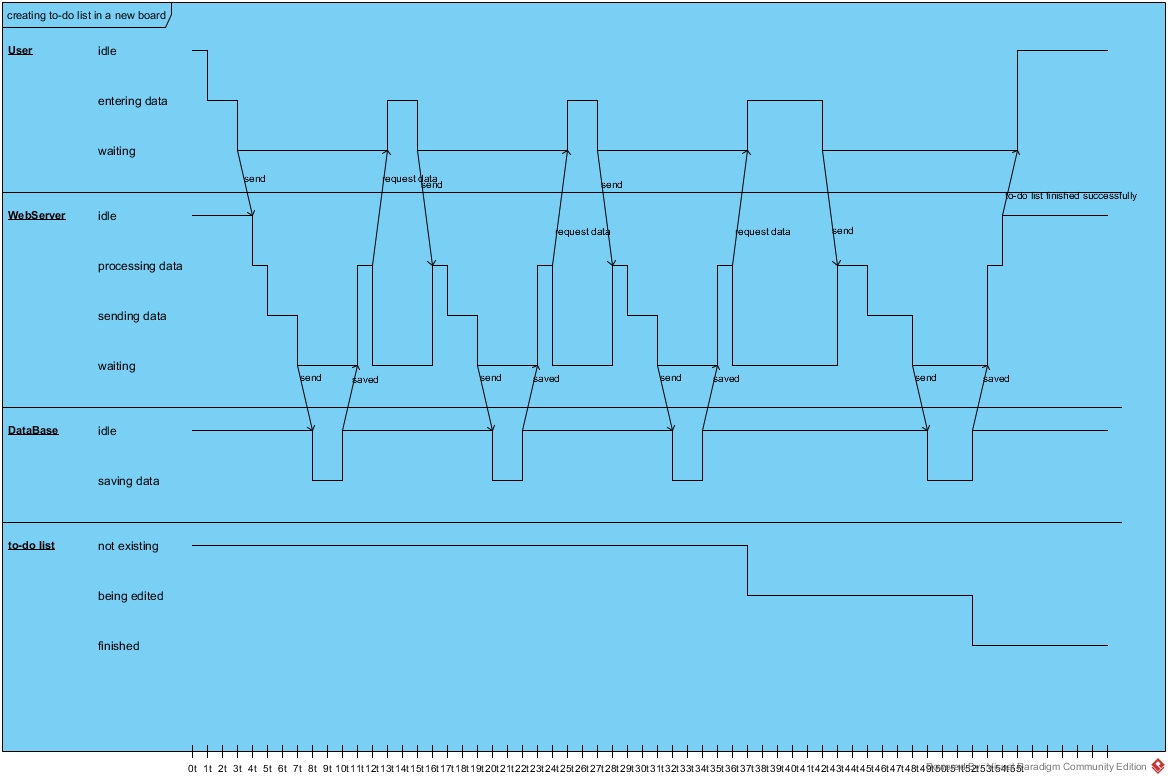 creating to-do list in a new board
User
idle
entering data
waiting
send
request data
send
send
request data
request data
send
to-do list finished successfully
WebServer
idle
processing data
sending data
waiting
send
saved
send
saved
send
saved
send
saved
DataBase
idle
saving data
to-do list
not existing
being edited
finished
0t 1t 2t 3t 4t 5t 6t 7t 8t 9t 10t 11t 12t 13t 14t 15t 16t 17t 18t 19t 20t 21t 22t 23t 24t 25t 26t 27t 28t 29t 30t 31t 32t 33t 34t 35t 36t 37t 38t 39t 40t 41t 42t 43t 44t 45t 46t 47t 48t 49t 50t 51t 52t 53t 54t 55t
Visual Paradigm Community Edition